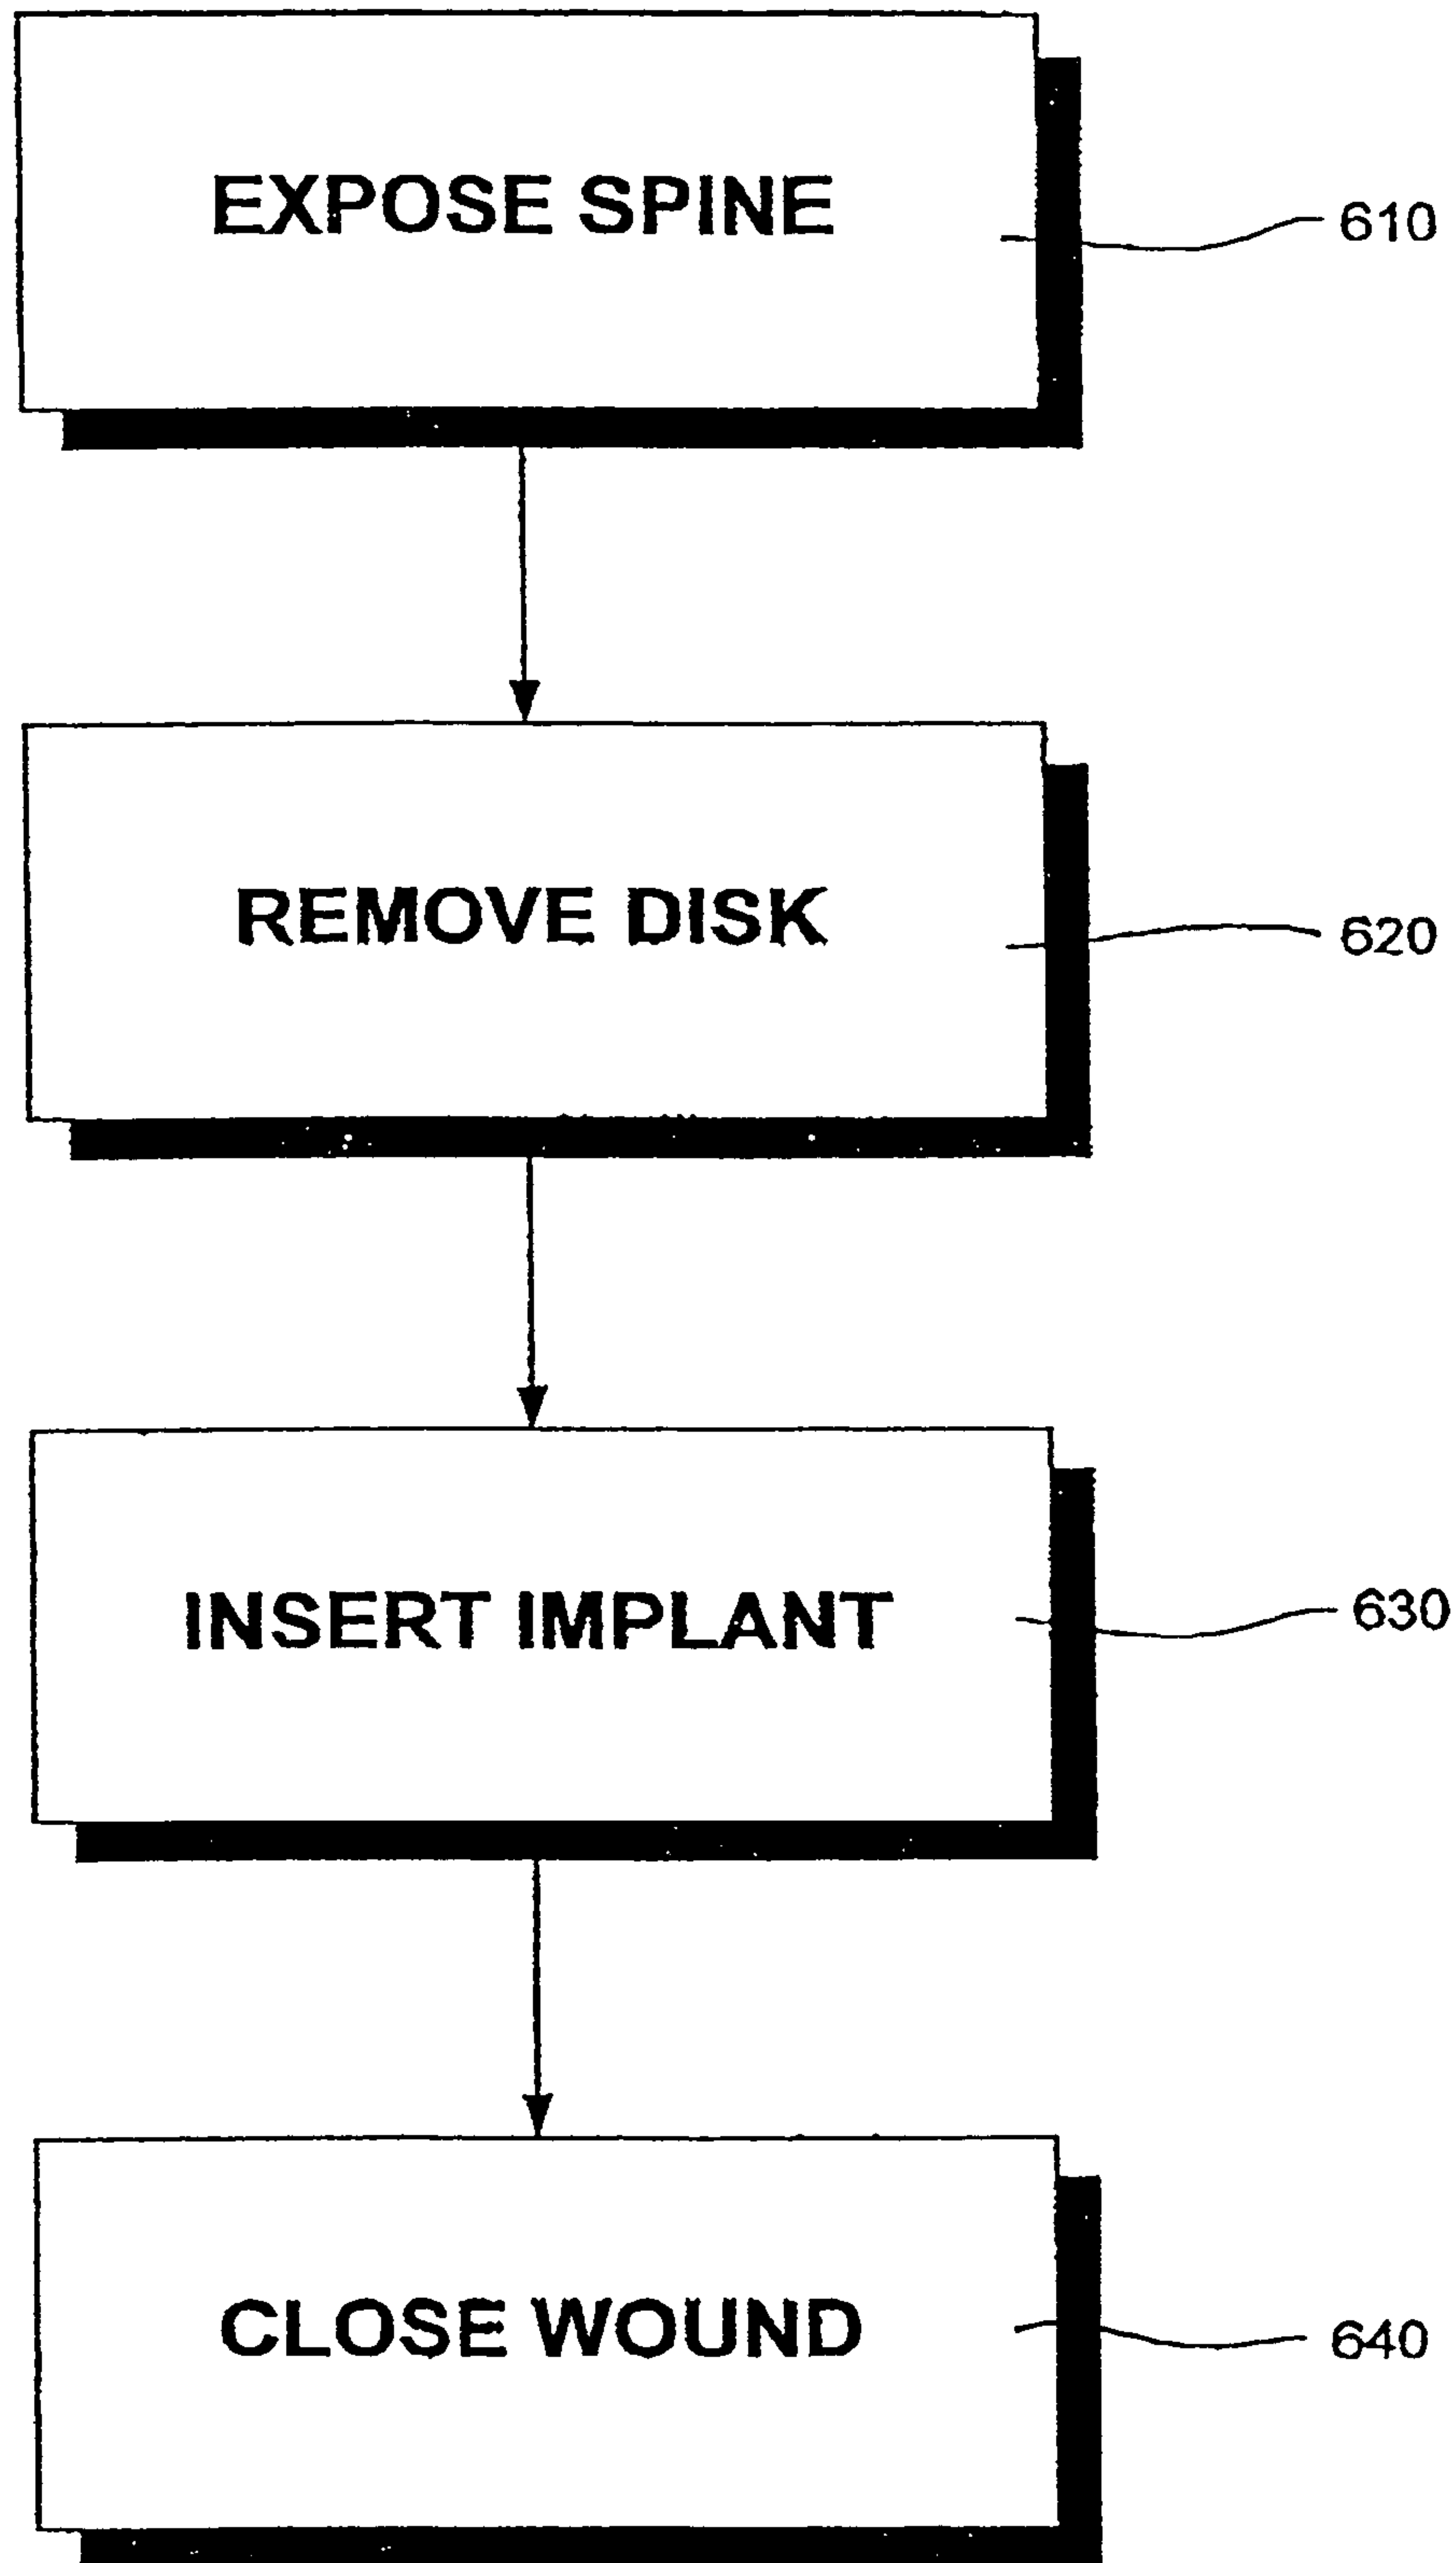 EXPOSE SPINE
610
REMOVE DISK
620
INSERT IMPLANT
630
CLOSE WOUND
640